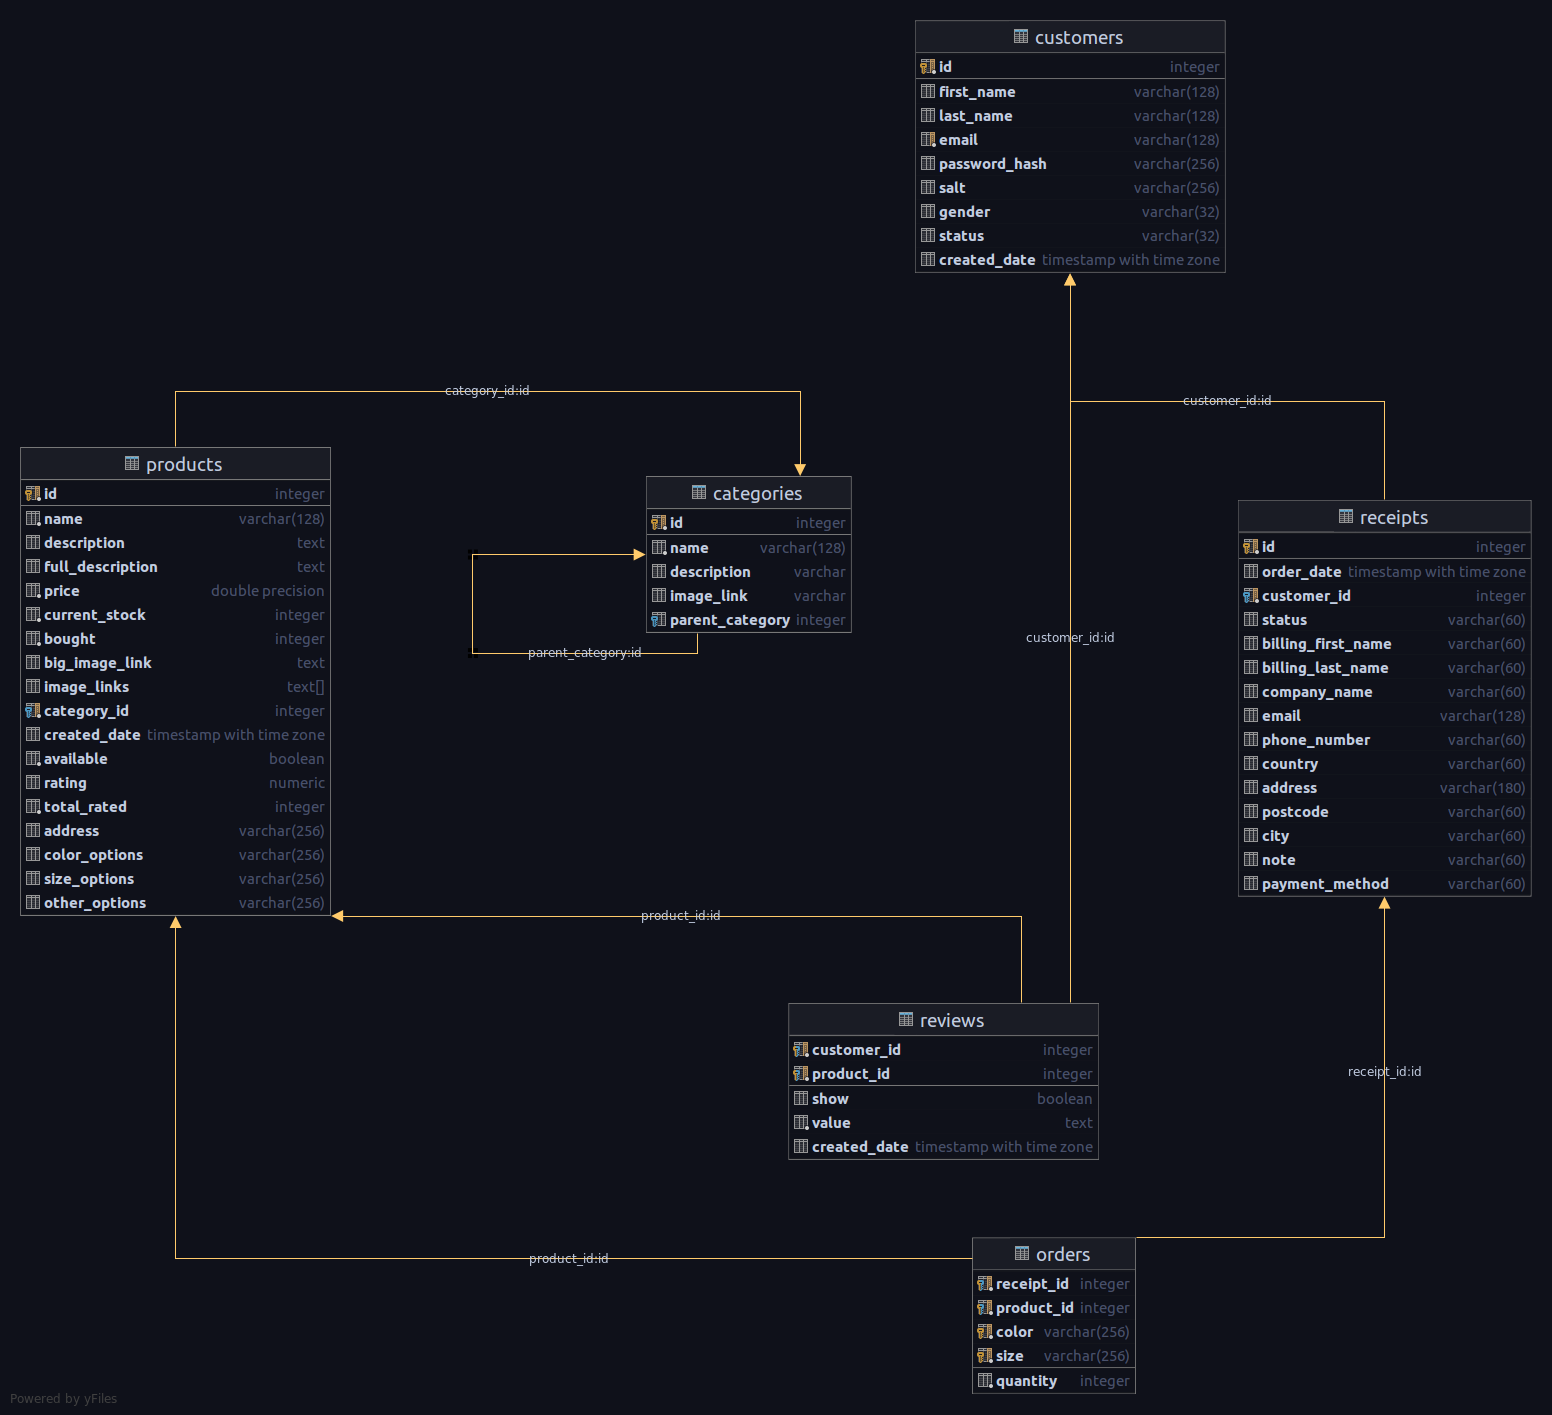 customers
id integer
first_name varchar(128)
last_name varchar(128)
email varchar(128)
password_hash varchar(256)
salt varchar(256)
gender varchar(32)
status varchar(32)
created_date timestamp with time zone
category_id:id
customer_id:id
products
id integer
name varchar(128)
description text
full_description text
price double precision
current_stock integer
bought integer
big_image_link text
image_links text[]
category_id integer
created_date timestamp with time zone
available boolean
rating numeric
total_rated integer
address varchar(256)
color_options varchar(256)
size_options varchar(256)
other_options varchar(256)
categories
id integer
name varchar(128)
description varchar
image_link varchar
parent_category integer
parent_category:id
customer_id:id
receipts
id integer
order_date timestamp with time zone
customer_id integer
status varchar(60)
billing_first_name varchar(60)
billing_last_name varchar(60)
company_name varchar(60)
email varchar(128)
phone_number varchar(60)
country varchar(60)
address varchar(180)
postcode varchar(60)
city varchar(60)
note varchar(60)
payment_method varchar(60)
product_id:id
reviews
customer_id integer
product_id integer
show boolean
value text
created_date timestamp with time zone
receipt_id:id
product_id:id
orders
receipt_id integer
product_id integer
color varchar(256)
size varchar(256)
quantity integer
Powered by yFiles